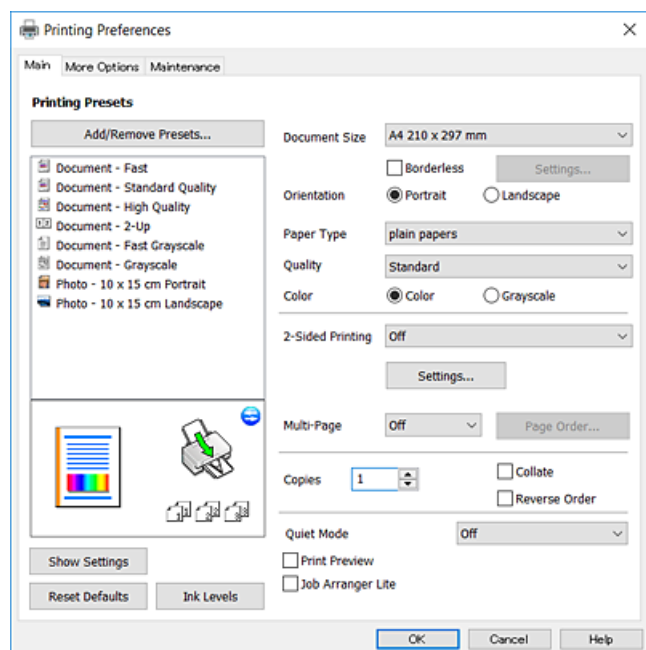 Printing Preferences
Main More Options Maintenance
Printing Presets
Add/Remove Presets...
Document - Fast
Document - Standard Quality
Document - High Quality
Document - 2-Up
Document - Fast Grayscale
Document - Grayscale
Photo - 10 x 15 cm Portrait
Photo - 10 x 15 cm Landscape
Show Settings
Reset Defaults Ink Levels
Document Size A4 210 x 297 mm
Borderless Settings...
Orientation Portrait Landscape
Paper Type plain papers
Quality Standard
Color Color Grayscale
2-Sided Printing Off
Settings...
Multi-Page Off Page Order...
Copies 1 Collate
Reverse Order
Quiet Mode Off
Print Preview
Job Arranger Lite
OK Cancel Help